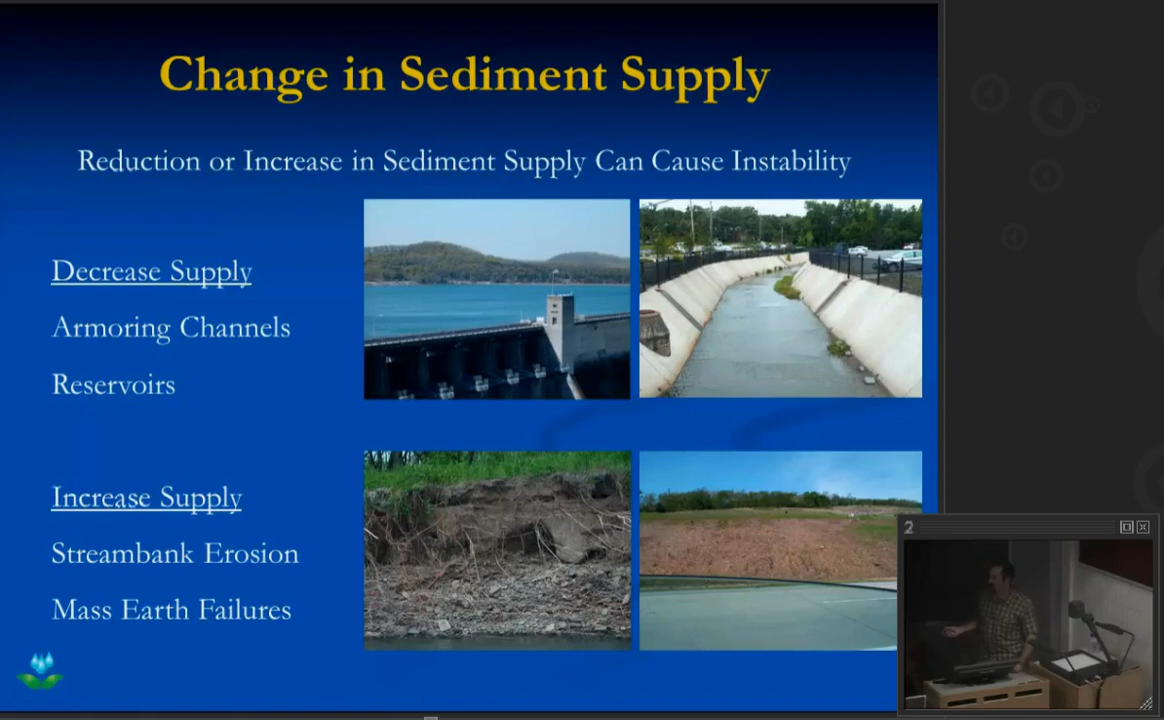 Change in Sediment Supply
Reduction or Increase in Sediment Supply Can Cause Instability
Decrease Supply
Armoring Channels
Reservoirs
Increase Supply
Streambank Erosion
Mass Earth Failures
2